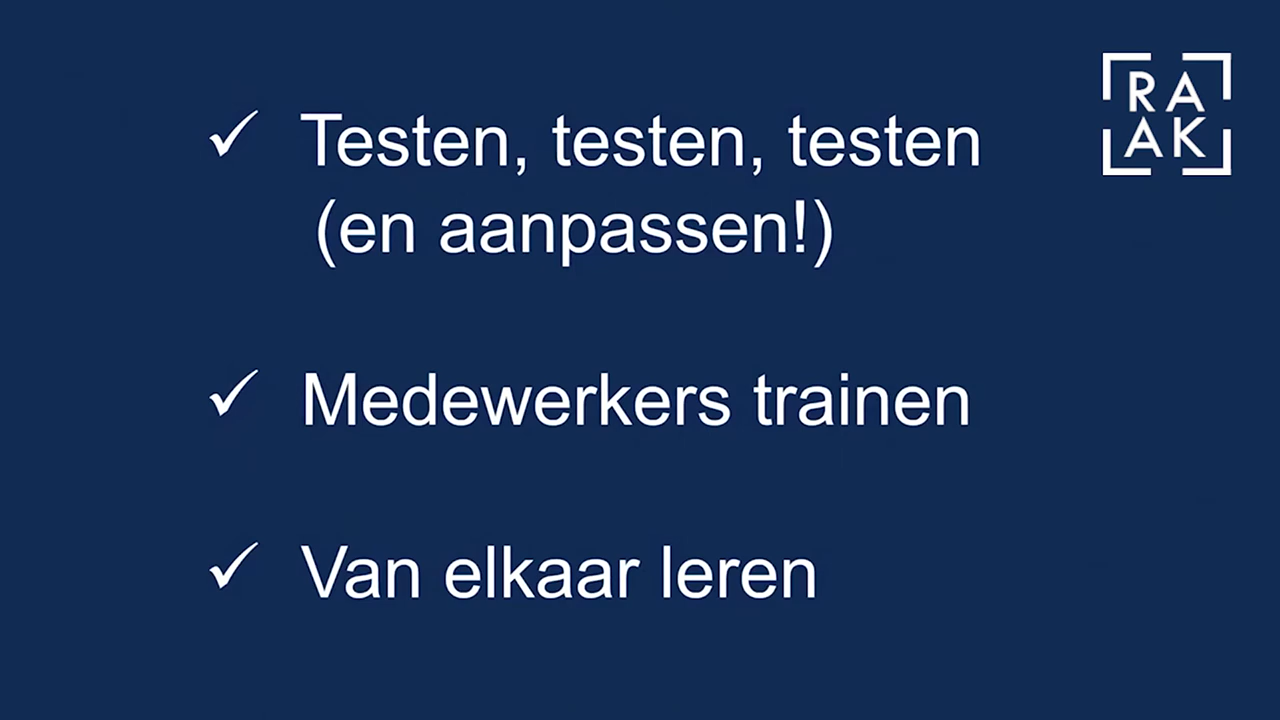 RA
AK
✓ Testen, testen, testen
(en aanpassen!)
✓ Medewerkers trainen
✓ Van elkaar leren